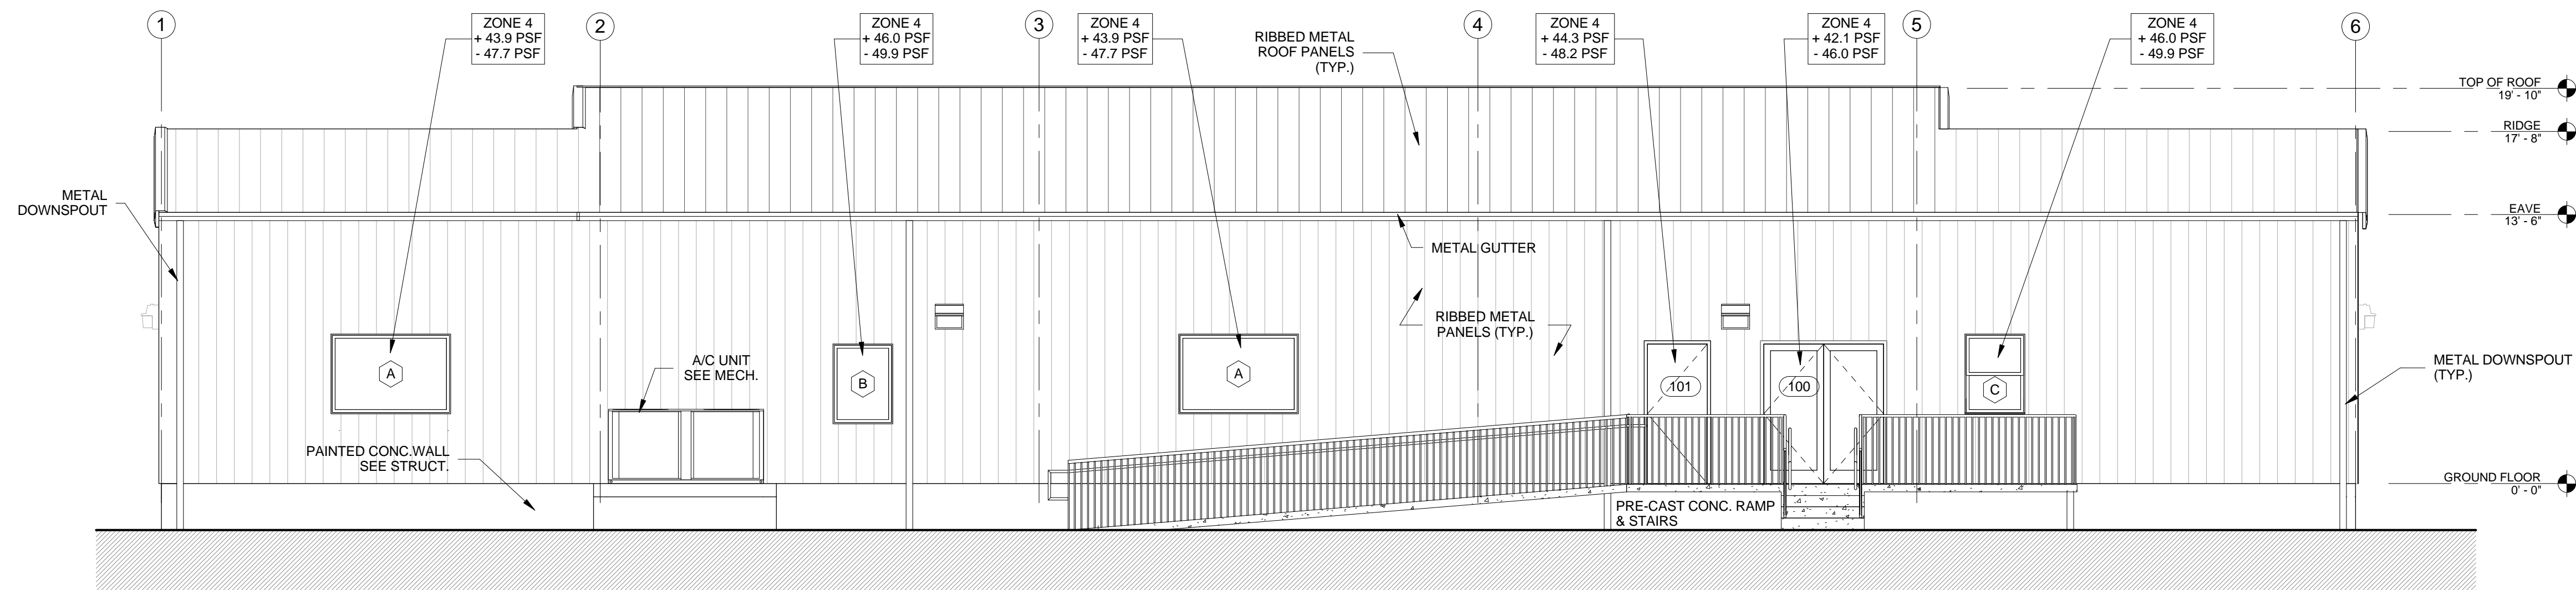 1
ZONE 4
+ 43.9 PSF
- 47.7 PSF
2
ZONE 4
+ 46.0 PSF
- 49.9 PSF
3
ZONE 4
+ 43.9 PSF
- 47.7 PSF
RIBBED METAL
ROOF PANELS
(TYP.)
4
ZONE 4
+ 44.3 PSF
- 48.2 PSF
ZONE 4
+ 42.1 PSF
- 46.0 PSF
5
ZONE 4
+ 46.0 PSF
- 49.9 PSF
6
TOP OF ROOF
19' - 10"
RIDGE
17' - 8"
METAL
DOWNSPOUT
EAVE
13' - 6"
METAL GUTTER
RIBBED METAL
PANELS (TYP.)
A/C UNIT
SEE MECH.
METAL DOWNSPOUT
(TYP.)
A
B
A
101
100
C
PAINTED CONC.WALL
SEE STRUCT.
GROUND FLOOR
0' - 0"
PRE-CAST CONC. RAMP
& STAIRS